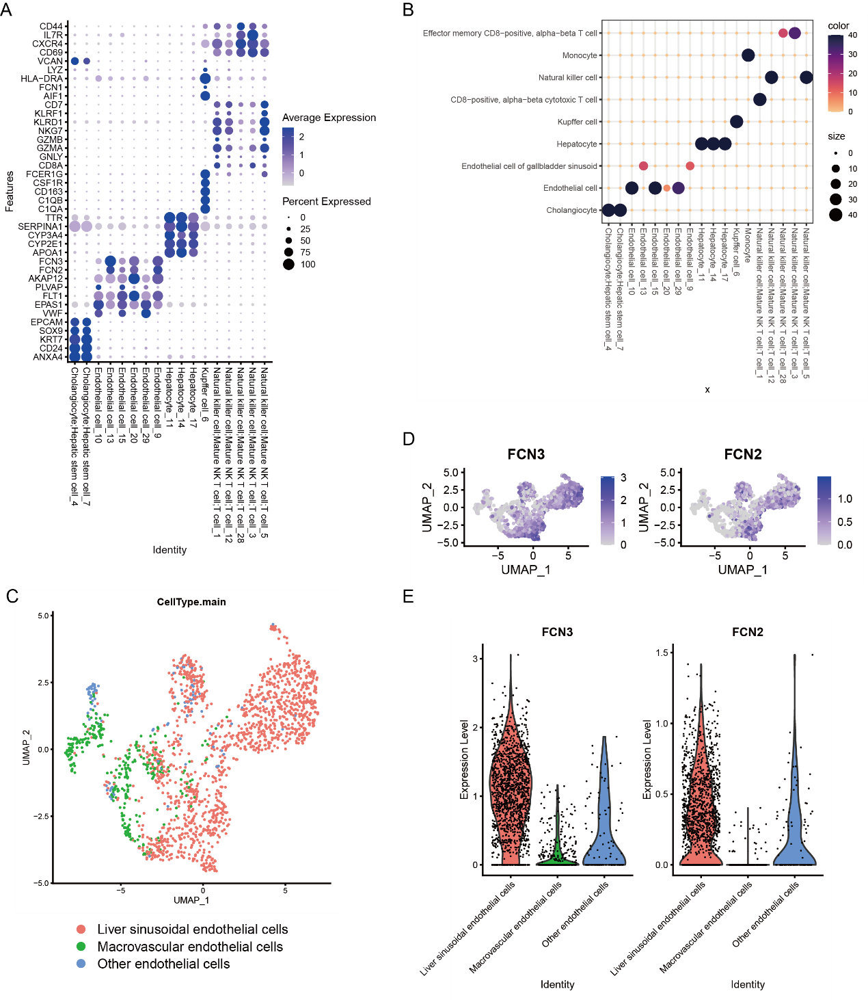 A
CD44
IL7R
CXCR4
CD69
VCAN
LYZ
HLA−DRA
FCN1
AIF1
CD7
KLRF1
KLRD1
NKG7
GZMB
GZMA
GNLY
CD8A
FCER1G
CSF1R
CD163
C1QB
C1QA
TTR
SERPINA1
CYP3A4
CYP2E1
APOA1
FCN3
FCN2
AKAP12
PLVAP
FLT1
EPAS1
VWF
EPCAM
SOX9
KRT7
CD24
ANXA4
Features
Cholangiocyte;Hepatic stem cell_4
Cholangiocyte;Hepatic stem cell_7
Endothelial cell_10
Endothelial cell_13
Endothelial cell_15
Endothelial cell_20
Endothelial cell_29
Endothelial cell_9
Hepatocyte_11
Hepatocyte_14
Hepatocyte_17
Kupffer cell_6
Natural killer cell;Mature NK T cell;T cell_1
Natural killer cell;Mature NK T cell;T cell_12
Natural killer cell;Mature NK T cell;T cell_28
Natural killer cell;Mature NK T cell;T cell_3
Natural killer cell;Mature NK T cell;T cell_5
Identity
Average Expression
2
1
0
Percent Expressed
0
25
50
75
100
B
Effector memory CD8−positive, alpha−beta T cell
Monocyte
Natural killer cell
CD8−positive, alpha−beta cytotoxic T cell
Kupffer cell
Hepatocyte
Endothelial cell of gallbladder sinusoid
Endothelial cell
Cholangiocyte
Cholangiocyte;Hepatic stem cell_4
Cholangiocyte;Hepatic stem cell_7
Endothelial cell_10
Endothelial cell_13
Endothelial cell_15
Endothelial cell_20
Endothelial cell_29
Endothelial cell_9
Hepatocyte_11
Hepatocyte_14
Hepatocyte_17
Kupffer cell_6
Monocyte
Natural killer cell;Mature NK T cell;T cell_1
Natural killer cell;Mature NK T cell;T cell_12
Natural killer cell;Mature NK T cell;T cell_28
Natural killer cell;Mature NK T cell;T cell_3
Natural killer cell;Mature NK T cell;T cell_5
x
color
40
30
20
10
0
size
0
10
20
30
40
D
FCN3
5.0
2.5
0.0
−2.5
−5.0
UMAP_2
−5
0
5
UMAP_1
3
2
1
0
FCN2
5.0
2.5
0.0
−2.5
−5.0
UMAP_2
−5
0
5
UMAP_1
1.0
0.5
0.0
C
CellType.main
5.0
2.5
0.0
−2.5
−5.0
UMAP_2
−5
0
5
UMAP_1
Liver sinusoidal endothelial cells
Macrovascular endothelial cells
Other endothelial cells
E
FCN3
3
2
1
0
Expression Level
Liver sinusoidal endothelial cells
Macrovascular endothelial cells
Other endothelial cells
Identity
FCN2
1.5
1.0
0.5
0.0
Expression Level
Liver sinusoidal endothelial cells
Macrovascular endothelial cells
Other endothelial cells
Identity